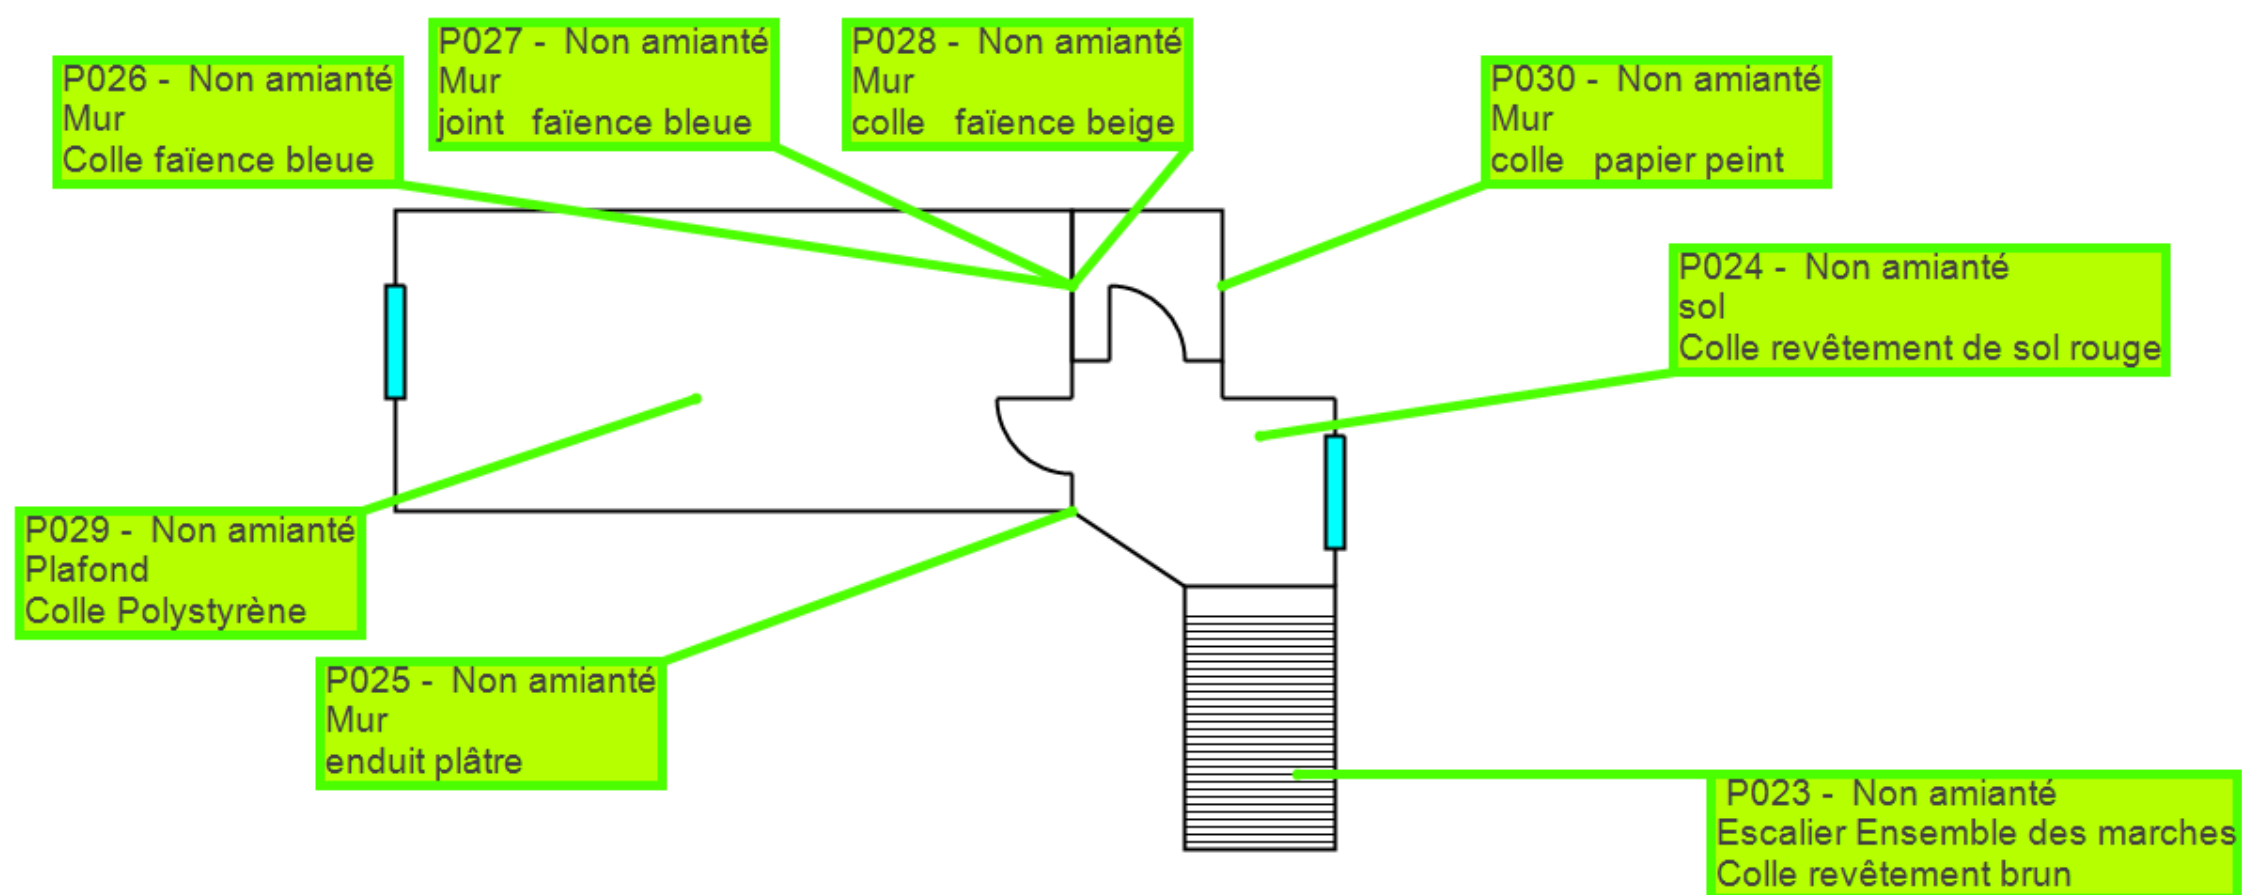 P026 -  Non amianté
Mur
Colle faïence bleue
P027 -  Non amianté
Mur
joint   faïence bleue
P028 -  Non amianté
Mur
colle   faïence beige
P030 -  Non amianté
Mur
colle   papier peint
P024 -  Non amianté
sol
Colle revêtement de sol rouge
P029 -  Non amianté
Plafond
Colle Polystyrène
P025 -  Non amianté
Mur
enduit plâtre
P023 -  Non amianté
Escalier Ensemble des marches
Colle revêtement brun